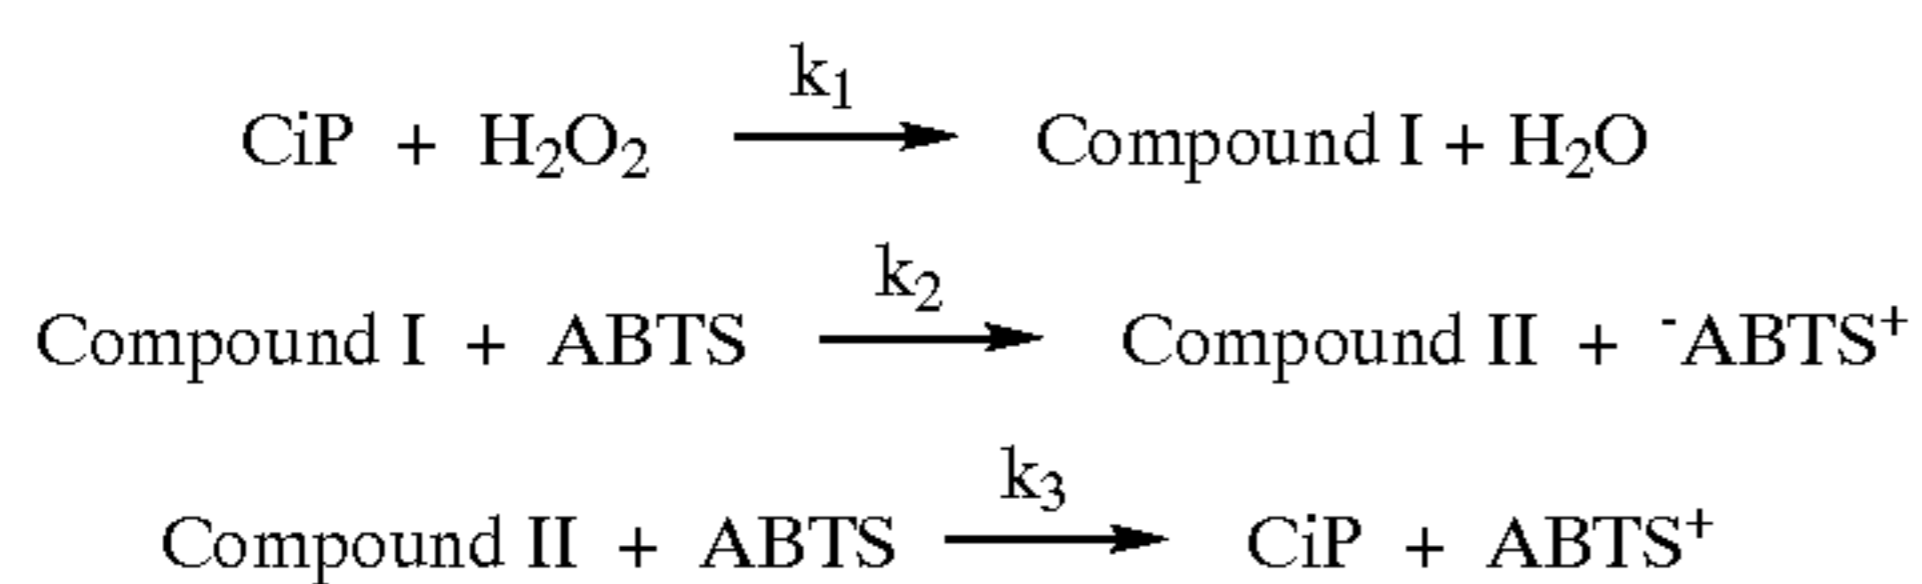 CiP + H₂O₂ —k₁→ Compound I + H₂O
Compound I + ABTS —k₂→ Compound II + ⁻ABTS⁺
Compound II + ABTS —k₃→ CiP + ABTS⁺